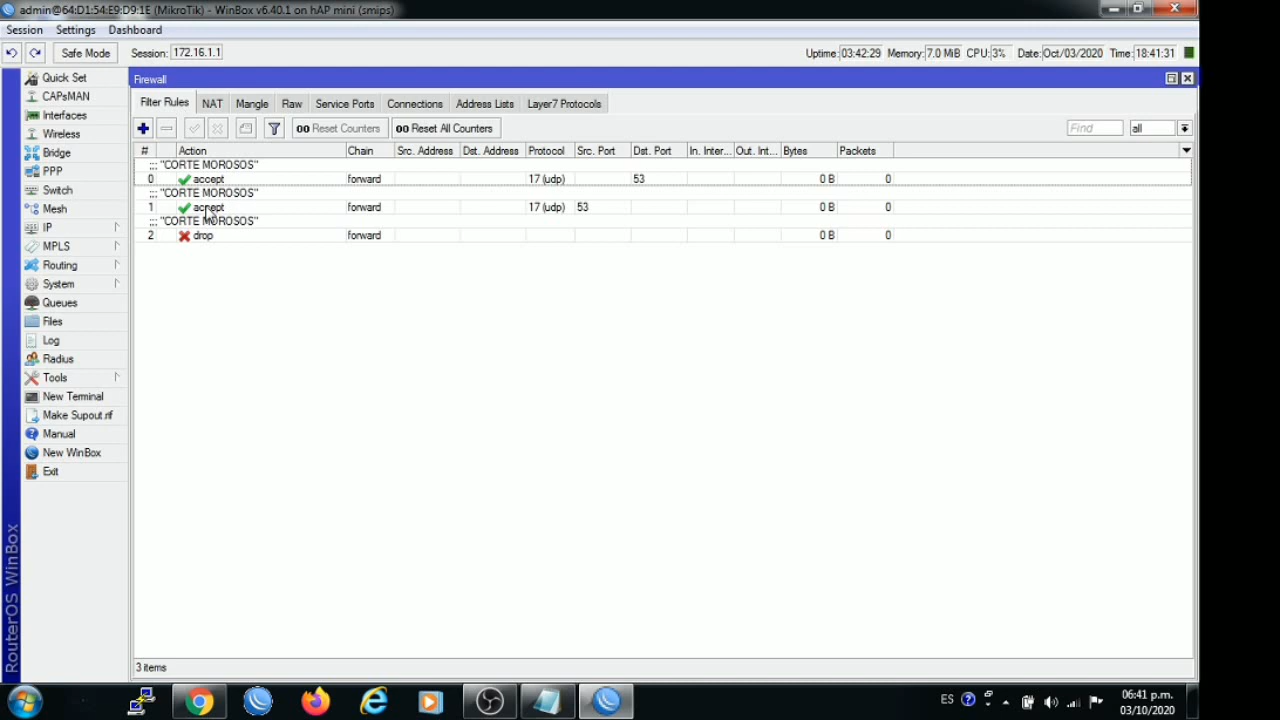 admin@64:D1:54:E9:D9:1E (MikroTik) - WinBox v6.40.1 on hAP mini (smips)
Session Settings Dashboard
Safe Mode Session: 172.16.1.1 Uptime: 03:42:29 Memory: 7.0 MiB CPU: 3% Date: Oct/03/2020 Time: 18:41:31
Quick Set
CAPsMAN
Interfaces
Wireless
Bridge
PPP
Switch
Mesh
IP
MPLS
Routing
System
Queues
Files
Log
Radius
Tools
New Terminal
Make Supout.rif
Manual
New WinBox
Exit
RouterOS WinBox
Firewall
Filter Rules NAT Mangle Raw Service Ports Connections Address Lists Layer7 Protocols
00 Reset Counters 00 Reset All Counters Find all
# Action Chain Src. Address Dst. Address Protocol Src. Port Dst. Port In. Inter... Out. Int... Bytes Packets
::: "CORTE MOROSOS"
0 accept forward 17 (udp) 53 0 B 0
::: "CORTE MOROSOS"
1 accept forward 17 (udp) 53 0 B 0
::: "CORTE MOROSOS"
2 drop forward 0 B 0
3 items
ES 06:41 p.m.
03/10/2020